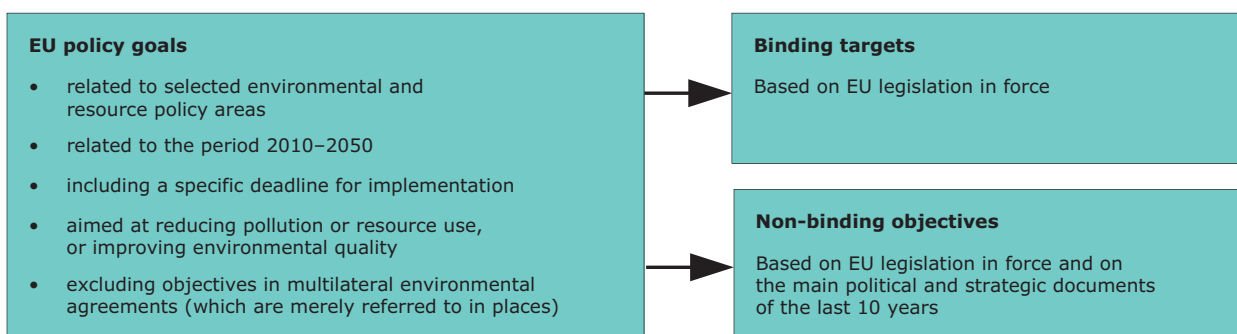 EU policy goals
• related to selected environmental and
resource policy areas
• related to the period 2010–2050
• including a specific deadline for implementation
• aimed at reducing pollution or resource use,
or improving environmental quality
• excluding objectives in multilateral environmental
agreements (which are merely referred to in places)
Binding targets
Based on EU legislation in force
Non-binding objectives
Based on EU legislation in force and on
the main political and strategic documents
of the last 10 years